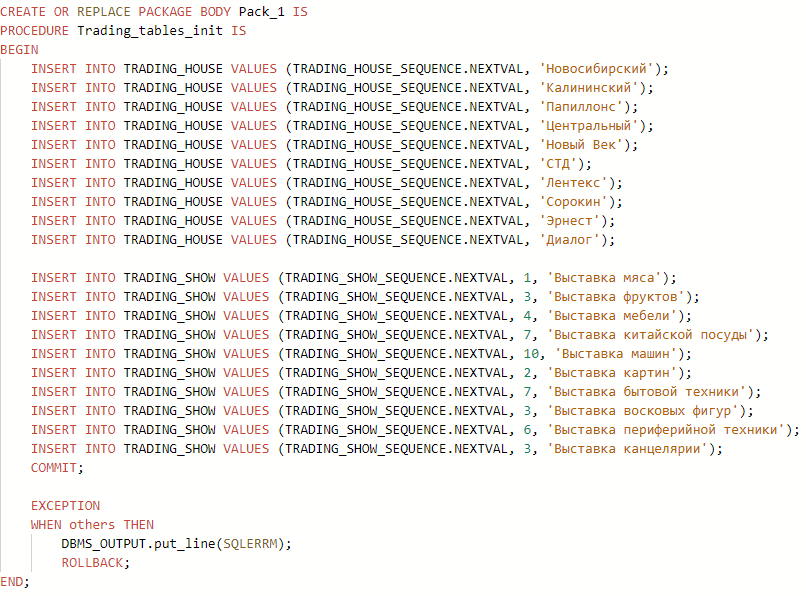 CREATE OR REPLACE PACKAGE BODY Pack_1 IS
PROCEDURE Trading_tables_init IS
BEGIN
INSERT INTO TRADING_HOUSE VALUES (TRADING_HOUSE_SEQUENCE.NEXTVAL, 'Новосибирский');
INSERT INTO TRADING_HOUSE VALUES (TRADING_HOUSE_SEQUENCE.NEXTVAL, 'Калининский');
INSERT INTO TRADING_HOUSE VALUES (TRADING_HOUSE_SEQUENCE.NEXTVAL, 'Папиллонс');
INSERT INTO TRADING_HOUSE VALUES (TRADING_HOUSE_SEQUENCE.NEXTVAL, 'Центральный');
INSERT INTO TRADING_HOUSE VALUES (TRADING_HOUSE_SEQUENCE.NEXTVAL, 'Новый Век');
INSERT INTO TRADING_HOUSE VALUES (TRADING_HOUSE_SEQUENCE.NEXTVAL, 'СТД');
INSERT INTO TRADING_HOUSE VALUES (TRADING_HOUSE_SEQUENCE.NEXTVAL, 'Лентекс');
INSERT INTO TRADING_HOUSE VALUES (TRADING_HOUSE_SEQUENCE.NEXTVAL, 'Сорокин');
INSERT INTO TRADING_HOUSE VALUES (TRADING_HOUSE_SEQUENCE.NEXTVAL, 'Эрнест');
INSERT INTO TRADING_HOUSE VALUES (TRADING_HOUSE_SEQUENCE.NEXTVAL, 'Диалог');
INSERT INTO TRADING_SHOW VALUES (TRADING_SHOW_SEQUENCE.NEXTVAL, 1, 'Выставка мяса');
INSERT INTO TRADING_SHOW VALUES (TRADING_SHOW_SEQUENCE.NEXTVAL, 3, 'Выставка фруктов');
INSERT INTO TRADING_SHOW VALUES (TRADING_SHOW_SEQUENCE.NEXTVAL, 4, 'Выставка мебели');
INSERT INTO TRADING_SHOW VALUES (TRADING_SHOW_SEQUENCE.NEXTVAL, 7, 'Выставка китайской посуды');
INSERT INTO TRADING_SHOW VALUES (TRADING_SHOW_SEQUENCE.NEXTVAL, 10, 'Выставка машин');
INSERT INTO TRADING_SHOW VALUES (TRADING_SHOW_SEQUENCE.NEXTVAL, 2, 'Выставка картин');
INSERT INTO TRADING_SHOW VALUES (TRADING_SHOW_SEQUENCE.NEXTVAL, 7, 'Выставка бытовой техники');
INSERT INTO TRADING_SHOW VALUES (TRADING_SHOW_SEQUENCE.NEXTVAL, 3, 'Выставка восковых фигур');
INSERT INTO TRADING_SHOW VALUES (TRADING_SHOW_SEQUENCE.NEXTVAL, 6, 'Выставка периферийной техники');
INSERT INTO TRADING_SHOW VALUES (TRADING_SHOW_SEQUENCE.NEXTVAL, 3, 'Выставка канцелярии');
COMMIT;
EXCEPTION
WHEN others THEN
DBMS_OUTPUT.put_line(SQLERRM);
ROLLBACK;
END;